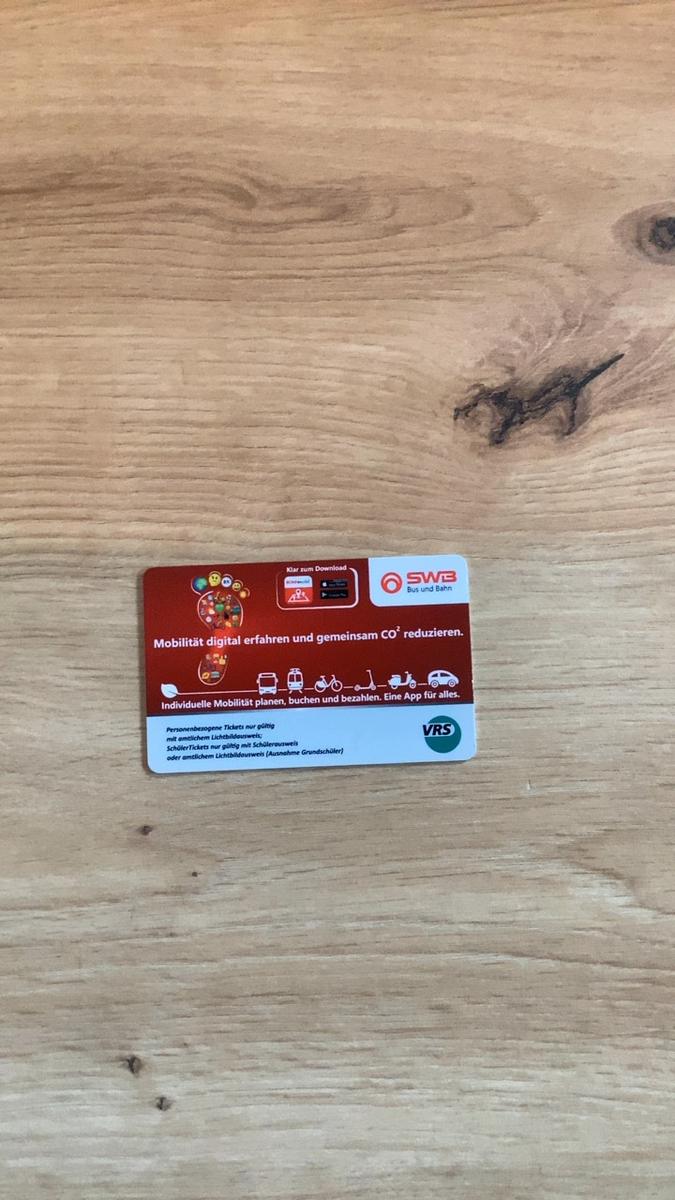 Klar zum Download
SWB
Bus und Bahn
Mobilität digital erfahren und gemeinsam CO² reduzieren.
Individuelle Mobilität planen, buchen und bezahlen. Eine App für alles.
Personenbezogene Tickets nur gültig
mit amtlichem Lichtbildausweis;
SchülerTickets nur gültig mit Schülerausweis
oder amtlichem Lichtbildausweis (Ausnahme Grundschüler)
VRS